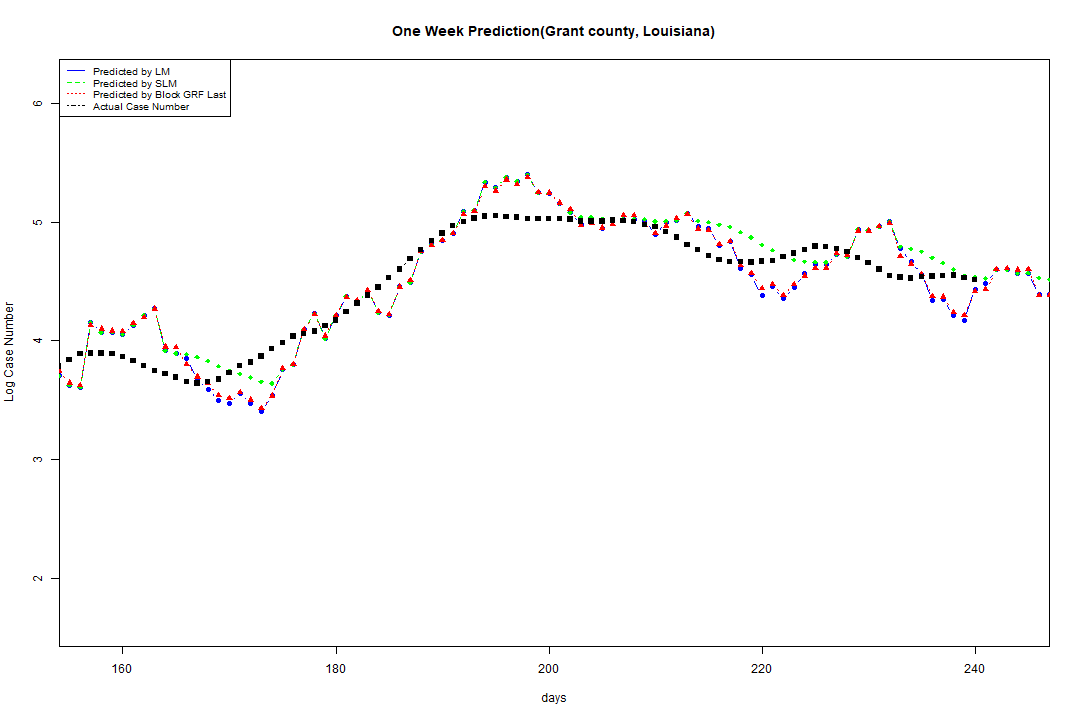 One Week Prediction(Grant county, Louisiana)
Predicted by LM
Predicted by SLM
Predicted by Block GRF Last
Actual Case Number
6
5
4
3
2
Log Case Number
160 180 200 220 240
days